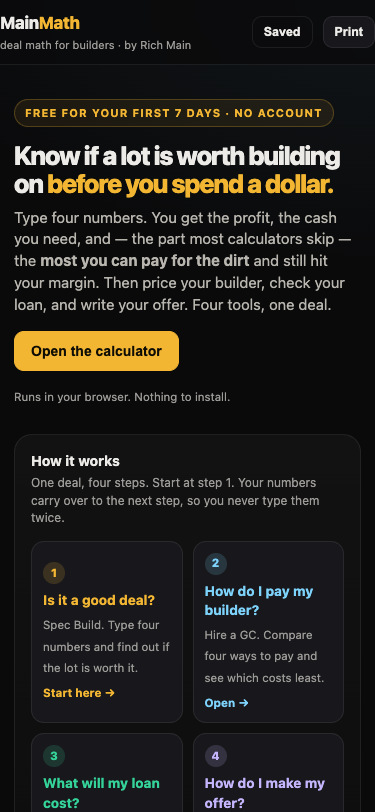 MainMath
deal math for builders · by Rich Main
Saved
Print
FREE FOR YOUR FIRST 7 DAYS · NO ACCOUNT
Know if a lot is worth building
on before you spend a dollar.
Type four numbers. You get the profit, the cash
you need, and — the part most calculators skip —
the most you can pay for the dirt and still hit
your margin. Then price your builder, check your
loan, and write your offer. Four tools, one deal.
Open the calculator
Runs in your browser. Nothing to install.
How it works
One deal, four steps. Start at step 1. Your numbers
carry over to the next step, so you never type them
twice.
1
Is it a good deal?
Spec Build. Type four
numbers and find out if
the lot is worth it.
Start here →
2
How do I pay my
builder?
Hire a GC. Compare
four ways to pay and
see which costs least.
Open →
3
What will my loan
cost?
4
How do I make my
offer?